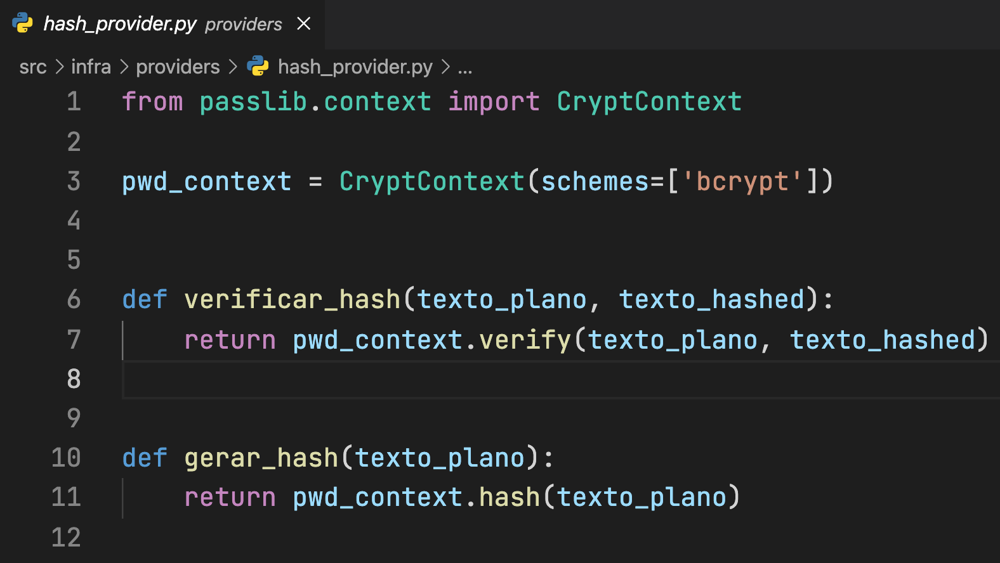 hash_provider.py providers ×
src > infra > providers > hash_provider.py > ...
1 from passlib.context import CryptContext
2
3 pwd_context = CryptContext(schemes=['bcrypt'])
4
5
6 def verificar_hash(texto_plano, texto_hashed):
7     return pwd_context.verify(texto_plano, texto_hashed)
8
9
10 def gerar_hash(texto_plano):
11     return pwd_context.hash(texto_plano)
12